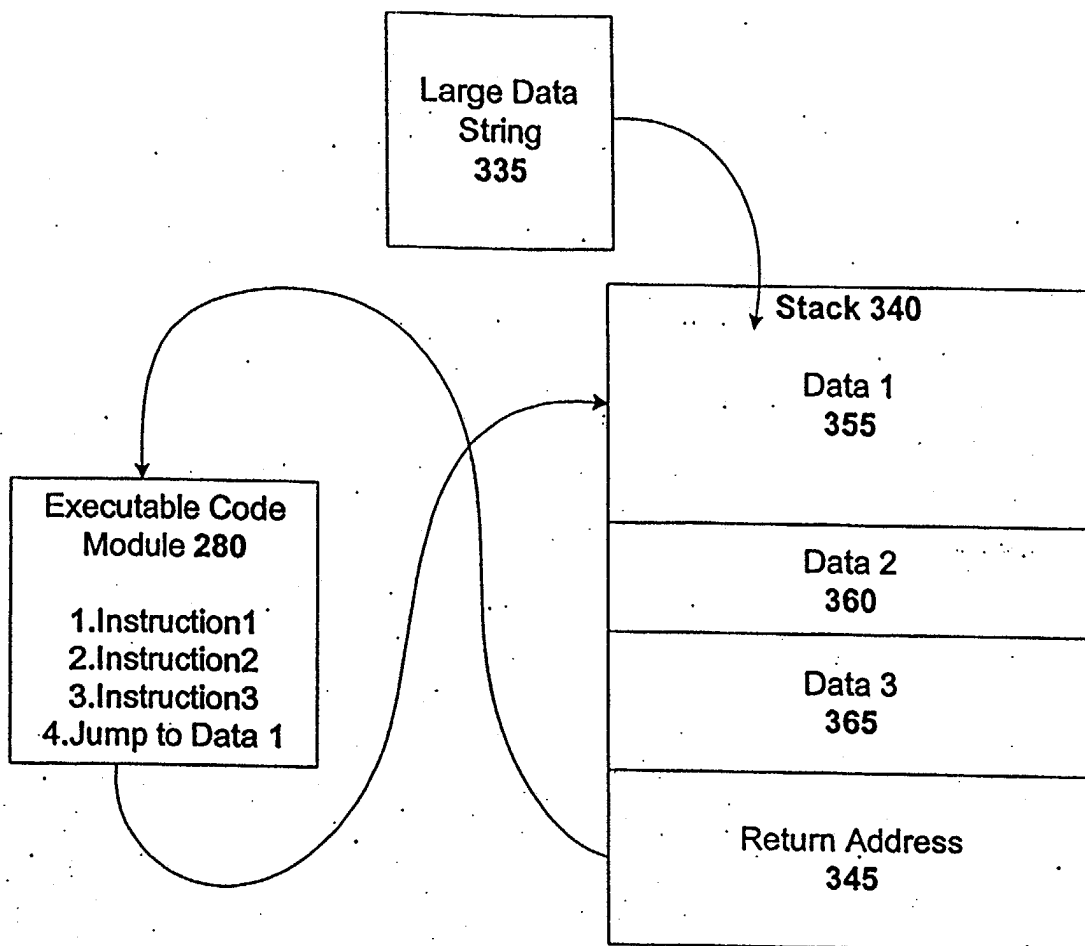 Large Data
String
335
Stack 340
Data 1
355
Executable Code
Module 280
1.Instruction1
2.Instruction2
3.Instruction3
4.Jump to Data 1
Data 2
360
Data 3
365
Return Address
345